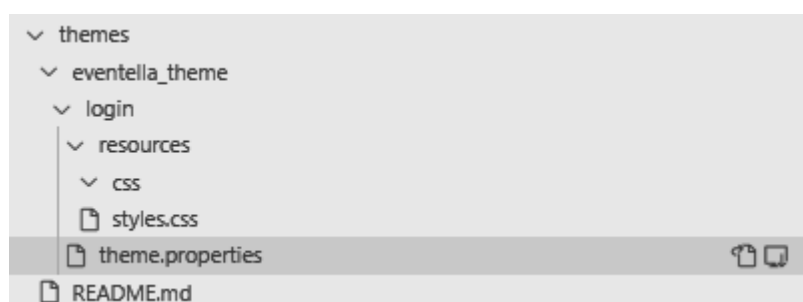 themes
eventella_theme
login
resources
css
styles.css
theme.properties
README.md